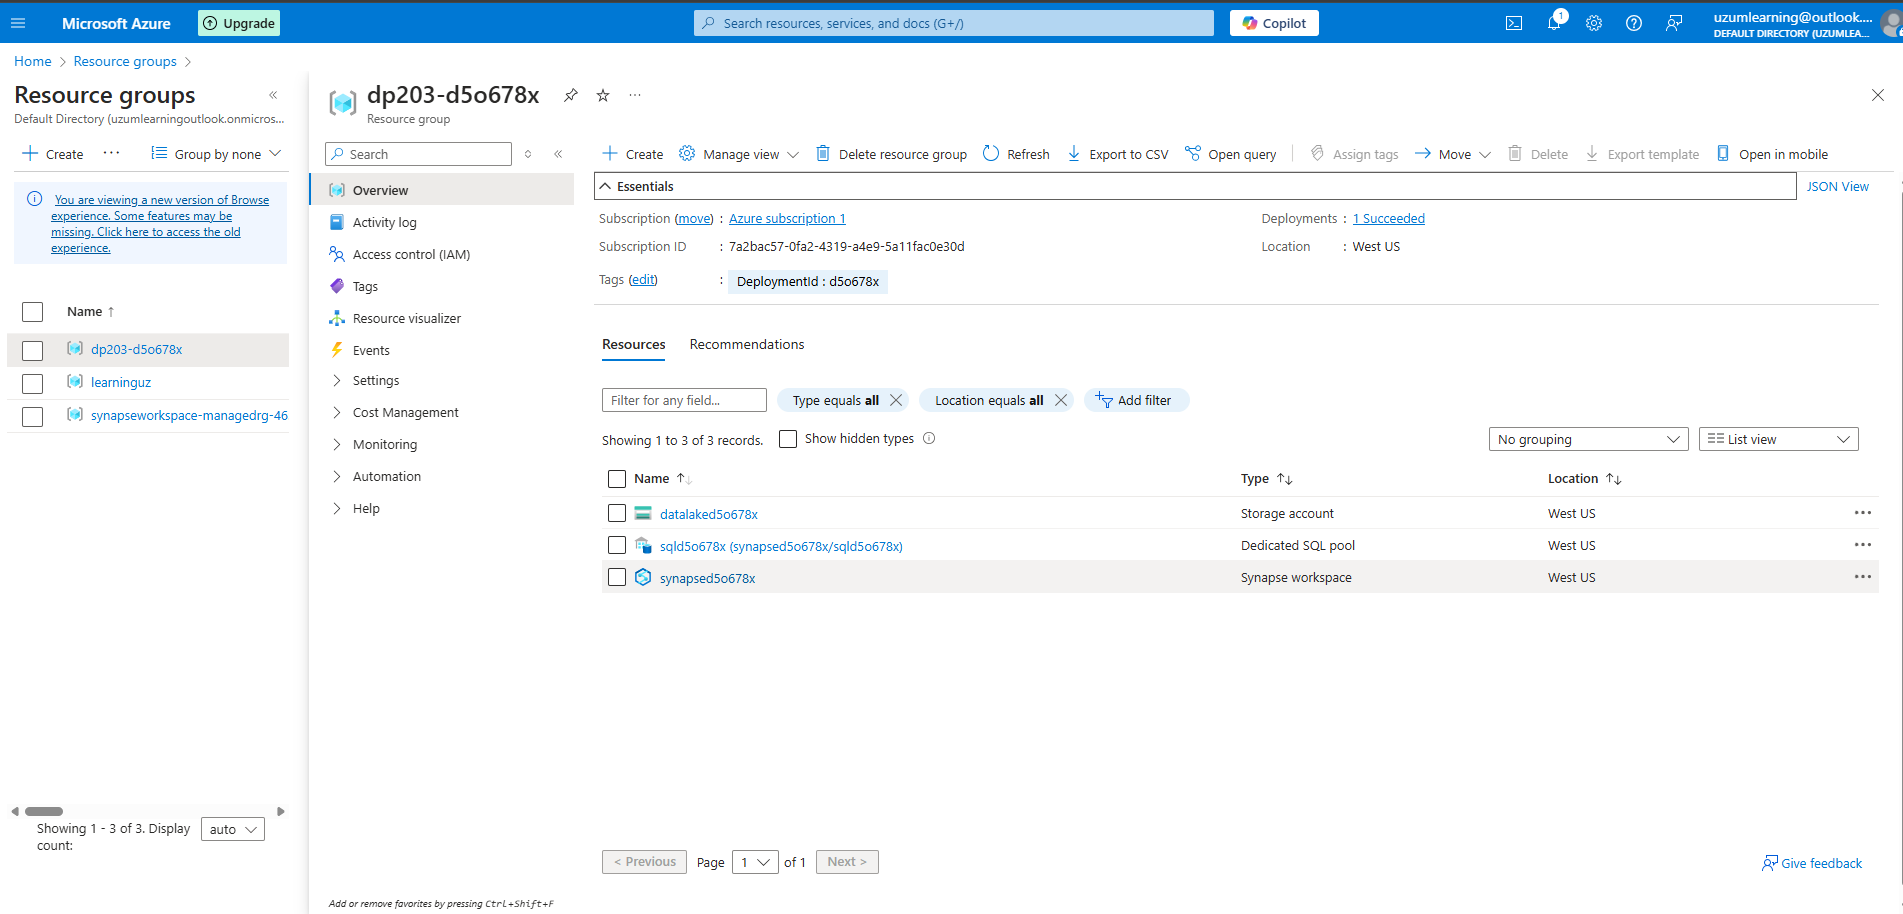 Microsoft Azure
Upgrade
Search resources, services, and docs (G+/)
Copilot
1
uzumlearning@outlook....
DEFAULT DIRECTORY (UZUMLEA...
Home > Resource groups >
Resource groups
Default Directory (uzumlearningoutlook.onmicros...
Create
Group by none
You are viewing a new version of Browse
experience. Some features may be
missing. Click here to access the old
experience.
Name ↑
dp203-d5o678x
learninguz
synapseworkspace-managedrg-46
Showing 1 - 3 of 3. Display
count:
auto
dp203-d5o678x
Resource group
Search
Overview
Activity log
Access control (IAM)
Tags
Resource visualizer
Events
Settings
Cost Management
Monitoring
Automation
Help
Add or remove favorites by pressing Ctrl+Shift+F
Create
Manage view
Delete resource group
Refresh
Export to CSV
Open query
Assign tags
Move
Delete
Export template
Open in mobile
Essentials
JSON View
Subscription (move) : Azure subscription 1
Deployments : 1 Succeeded
Subscription ID : 7a2bac57-0fa2-4319-a4e9-5a11fac0e30d
Location : West US
Tags (edit) : DeploymentId : d5o678x
Resources
Recommendations
Filter for any field...
Type equals all
Location equals all
Add filter
Showing 1 to 3 of 3 records.
Show hidden types
No grouping
List view
Name ↑↓ Type ↑↓ Location ↑↓
datalaked5o678x Storage account West US
sqld5o678x (synapsed5o678x/sqld5o678x) Dedicated SQL pool West US
synapsed5o678x Synapse workspace West US
< Previous
Page 1 of 1
Next >
Give feedback